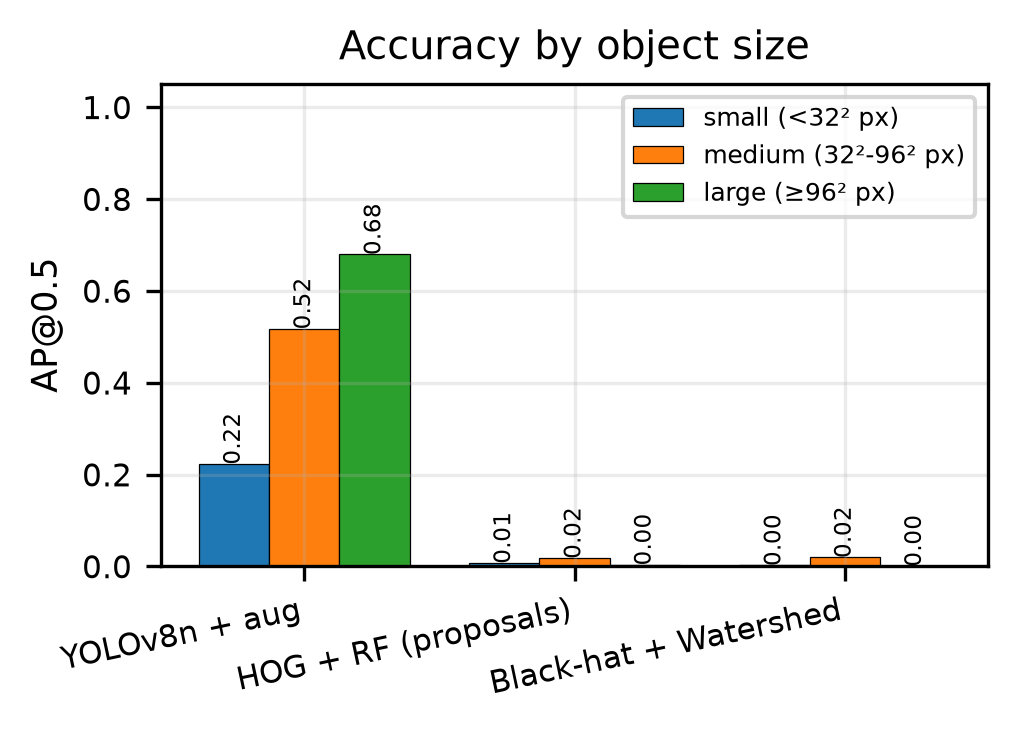 Accuracy by object size
AP@0.5
1.0
0.8
0.6
0.4
0.2
0.0
small (<32² px)
medium (32²-96² px)
large (≥96² px)
0.22
0.52
0.68
0.01
0.02
0.00
0.00
0.02
0.00
YOLOv8n + aug
HOG + RF (proposals)
Black-hat + Watershed